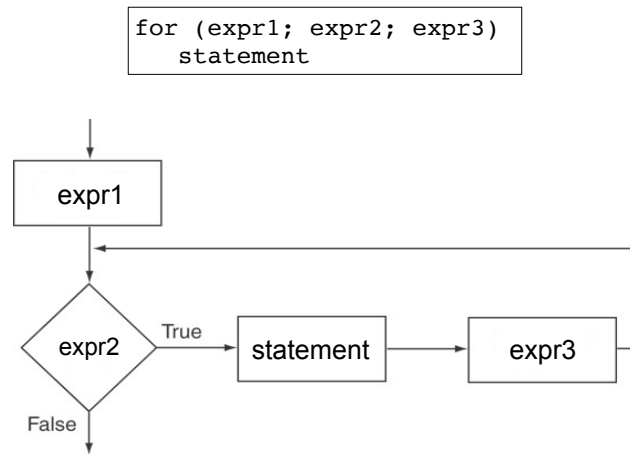 for (expr1; expr2; expr3)
statement
expr1
expr2
True
statement
expr3
False